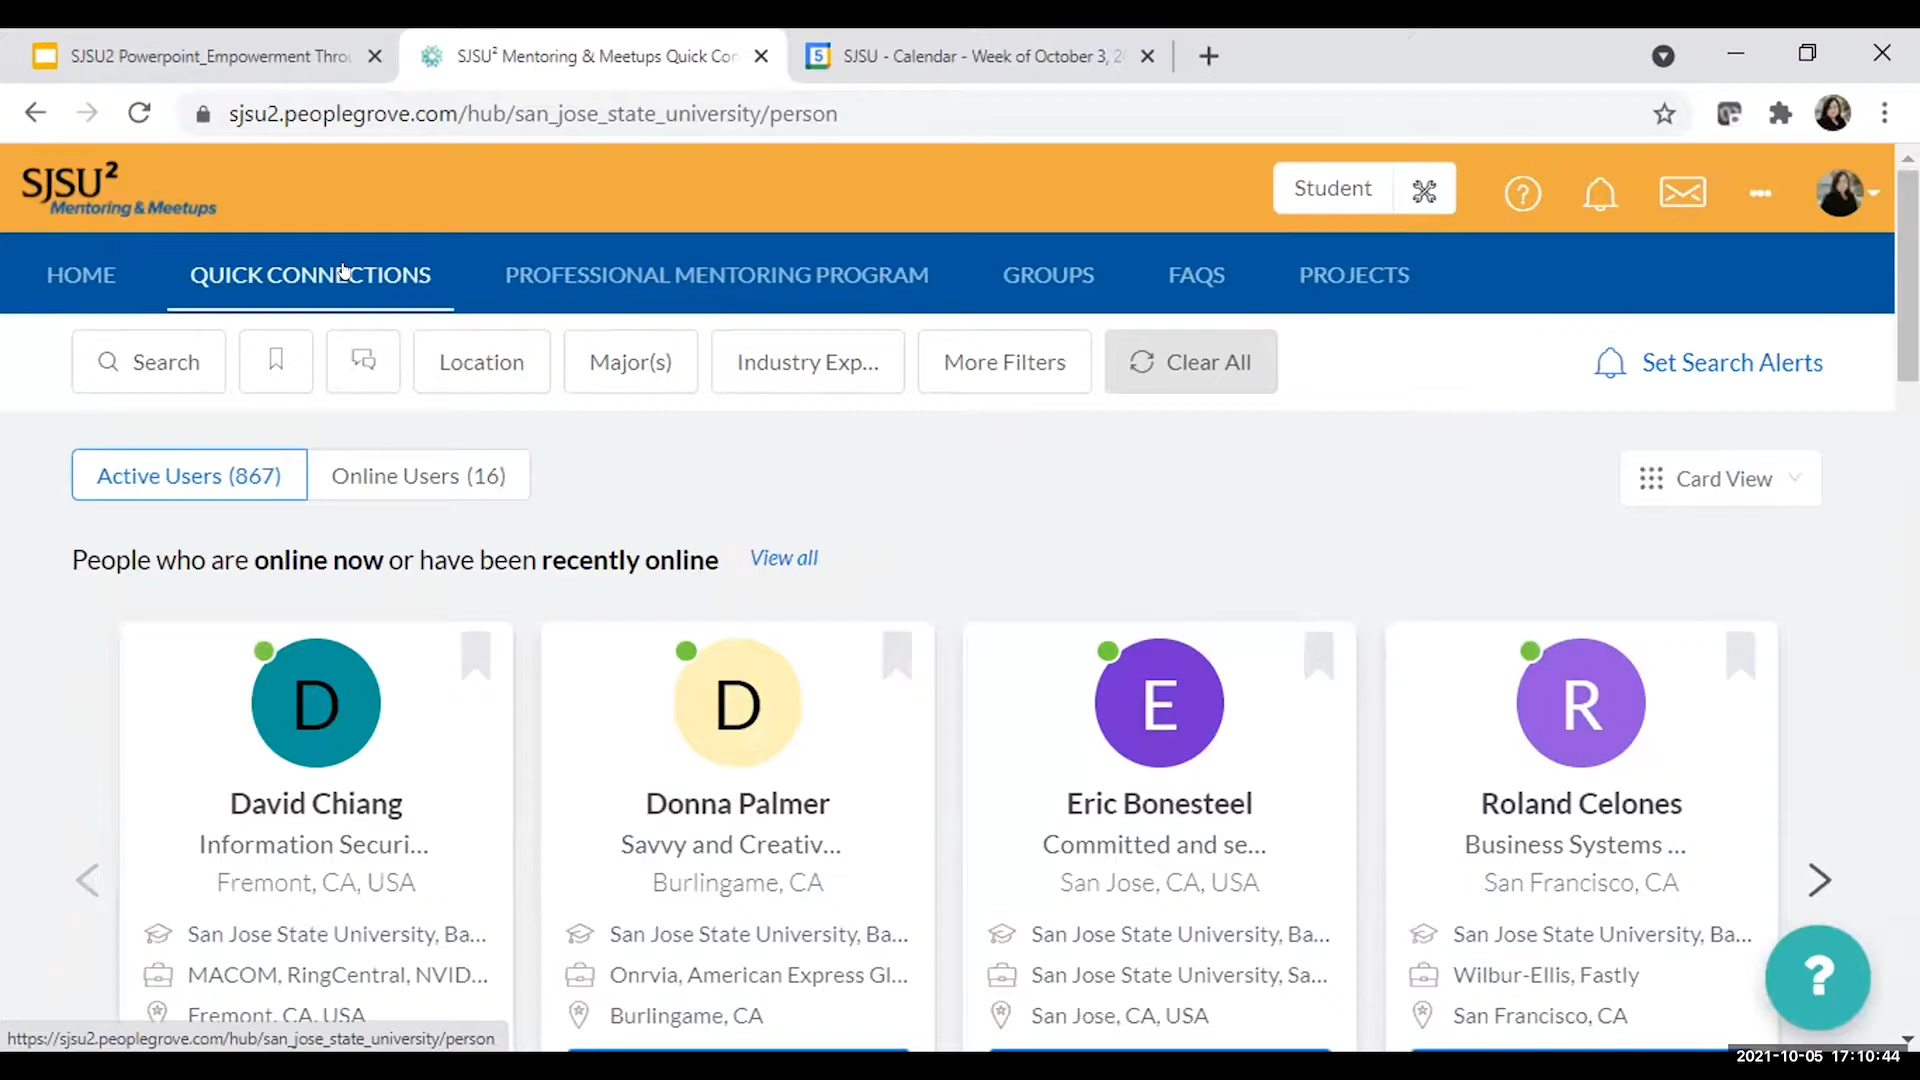 SJSU2 Powerpoint_Empowerment Thro
SJSU² Mentoring & Meetups Quick Con
5
SJSU - Calendar - Week of October 3, 2
sjsu2.peoplegrove.com/hub/san_jose_state_university/person
SJSU²
Mentoring & Meetups
Student
HOME
QUICK CONNECTIONS
PROFESSIONAL MENTORING PROGRAM
GROUPS
FAQS
PROJECTS
Search
Location
Major(s)
Industry Exp...
More Filters
Clear All
Set Search Alerts
Active Users (867)
Online Users (16)
Card View
People who are online now or have been recently online
View all
D
David Chiang
Information Securi...
Fremont, CA, USA
San Jose State University, Ba...
MACOM, RingCentral, NVID...
Fremont, CA, USA
D
Donna Palmer
Savvy and Creativ...
Burlingame, CA
San Jose State University, Ba...
Onrvia, American Express Gl...
Burlingame, CA
E
Eric Bonesteel
Committed and se...
San Jose, CA, USA
San Jose State University, Ba...
San Jose State University, Sa...
San Jose, CA, USA
R
Roland Celones
Business Systems ...
San Francisco, CA
San Jose State University, Ba...
Wilbur-Ellis, Fastly
San Francisco, CA
?
https://sjsu2.peoplegrove.com/hub/san_jose_state_university/person
2021-10-05 17:10:44